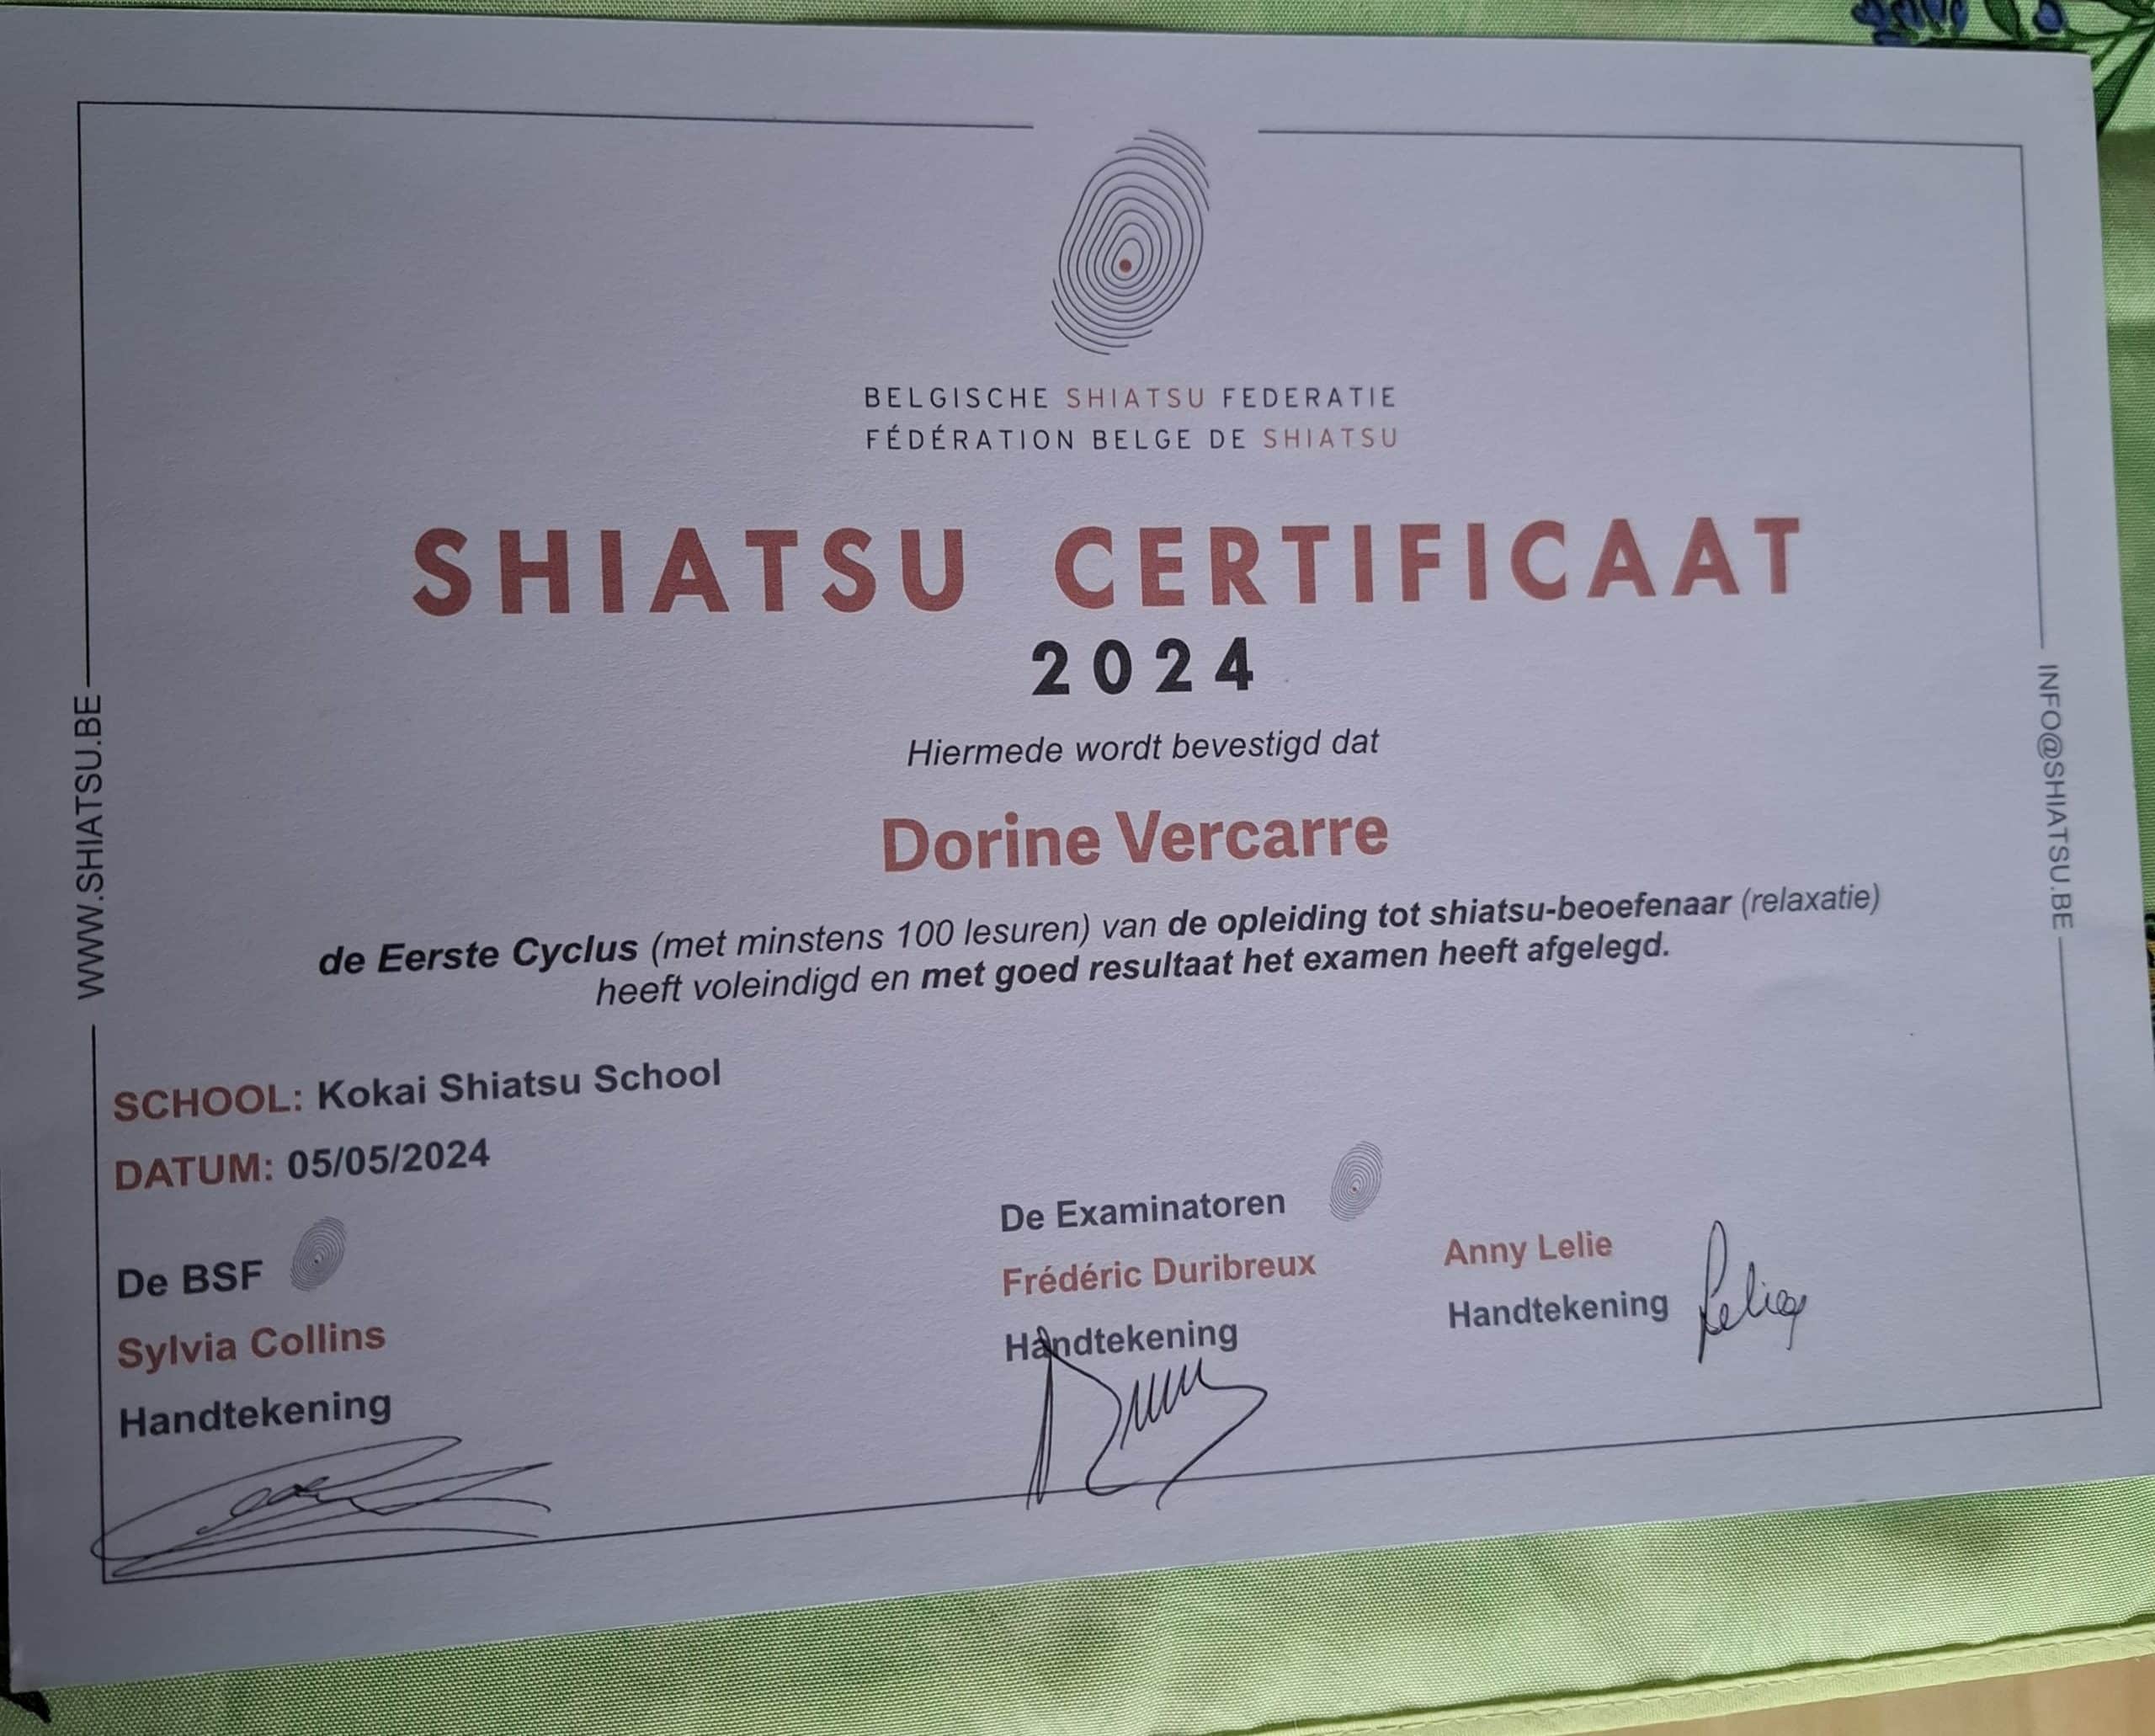 BELGISCHE SHIATSU FEDERATIE
FÉDÉRATION BELGE DE SHIATSU
SHIATSU CERTIFICAAT
2024
Hiermede wordt bevestigd dat
Dorine Vercarre
de Eerste Cyclus (met minstens 100 lesuren) van de opleiding tot shiatsu-beoefenaar (relaxatie)
heeft voleindigd en met goed resultaat het examen heeft afgelegd.
WWW.SHIATSU.BE
INFO@SHIATSU.BE
SCHOOL: Kokai Shiatsu School
DATUM: 05/05/2024
De BSF
Sylvia Collins
Handtekening
De Examinatoren
Frédéric Duribreux
Handtekening
Anny Lelie
Handtekening